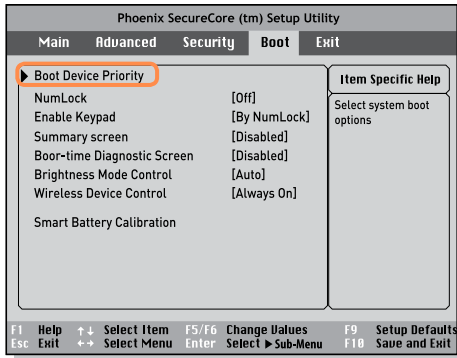 Phoenix SecureCore (tm) Setup Utility
Main Advanced Security Boot Exit
Boot Device Priority
NumLock [Off]
Enable Keypad [By NumLock]
Summary screen [Disabled]
Boor-time Diagnostic Screen [Disabled]
Brightness Mode Control [Auto]
Wireless Device Control [Always On]
Smart Battery Calibration
Item Specific Help
Select system boot
options
F1 Help ↑↓ Select Item F5/F6 Change Values F9 Setup Defaults
Esc Exit ←→ Select Menu Enter Select ▶ Sub-Menu F10 Save and Exit